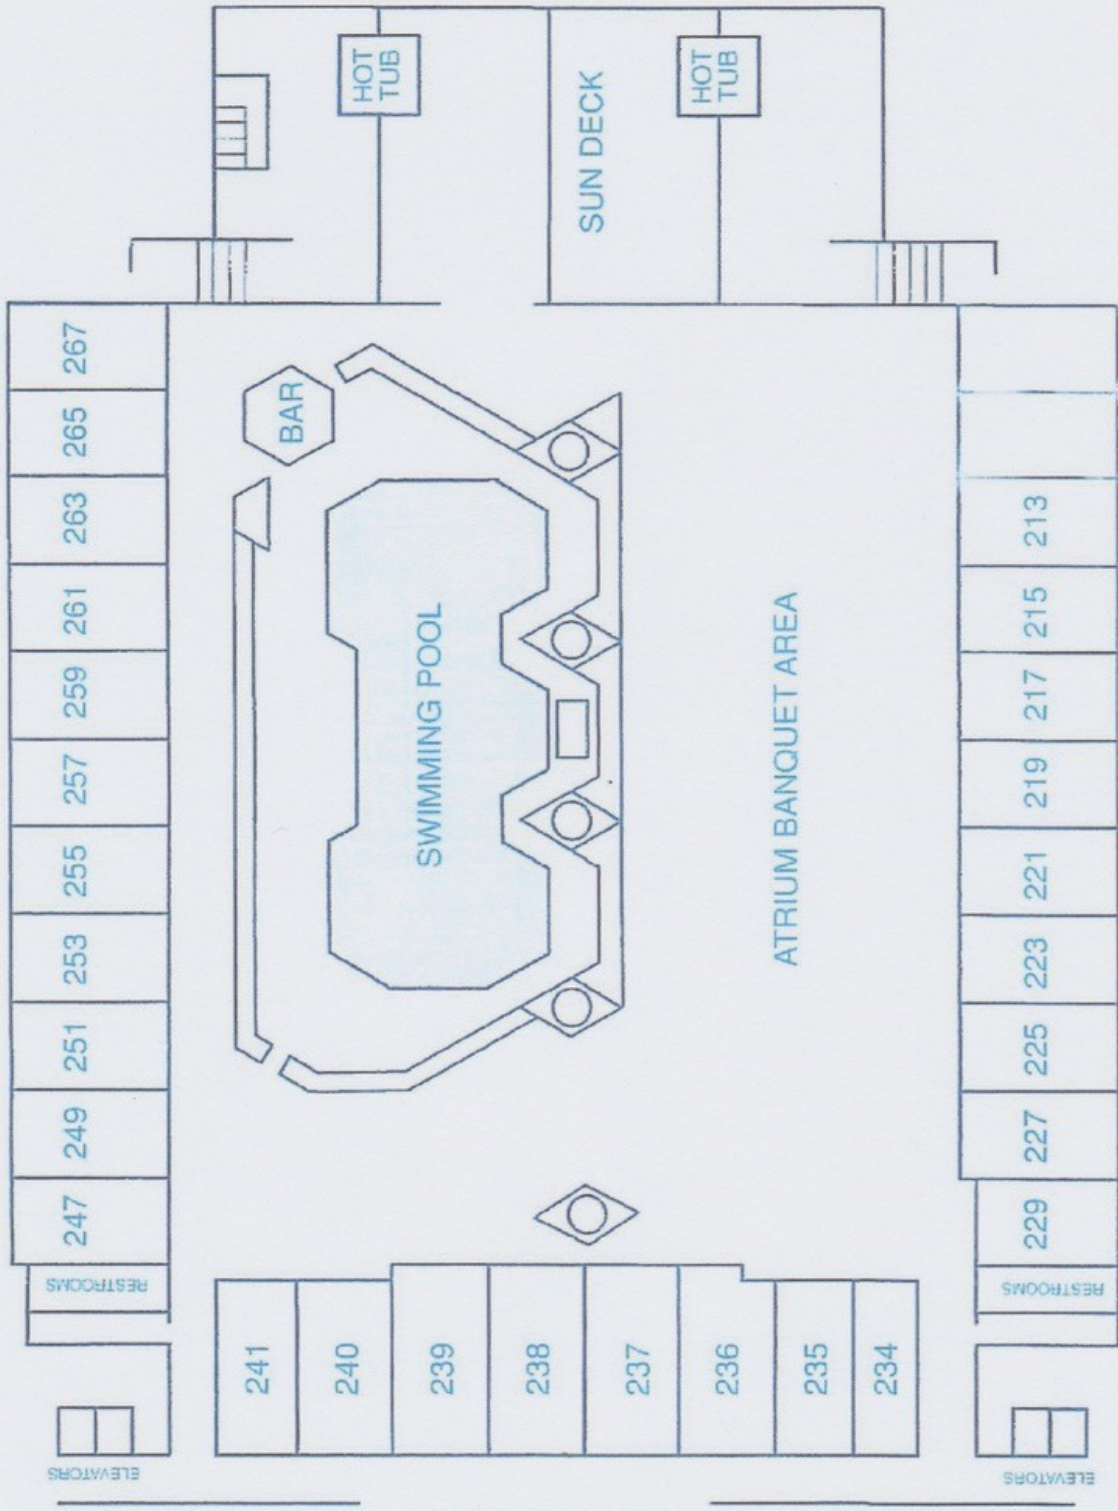 HOT
TUB
SUN DECK
HOT
TUB
267
265
263
261
259
257
255
253
251
249
247
RESTROOMS
ELEVATORS
BAR
SWIMMING POOL
ATRIUM BANQUET AREA
213
215
217
219
221
223
225
227
229
RESTROOMS
ELEVATORS
241
240
239
238
237
236
235
234